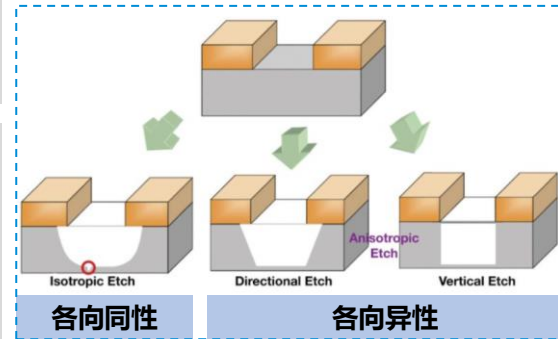 Anisotropic
Etch
Isotropic Etch
Directional Etch
Vertical Etch
各向同性
各向异性